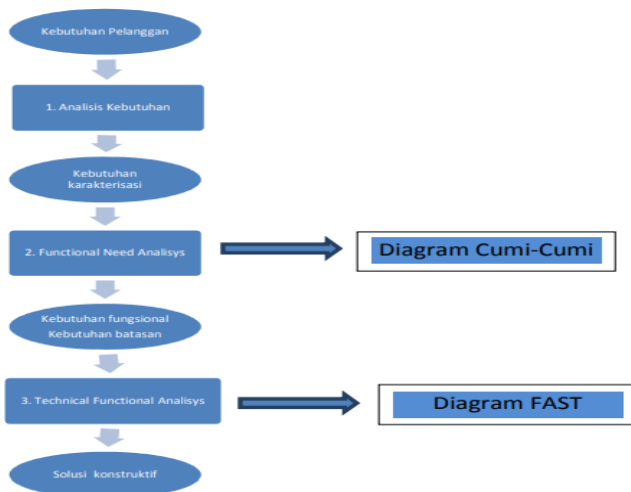 Kebutuhan Pelanggan
1. Analisis Kebutuhan
Kebutuhan
karakterisasi
2. Functional Need Analisys
Diagram Cumi-Cumi
Kebutuhan fungsional
Kebutuhan batasan
3. Technical Functional Analisys
Diagram FAST
Solusi konstruktif